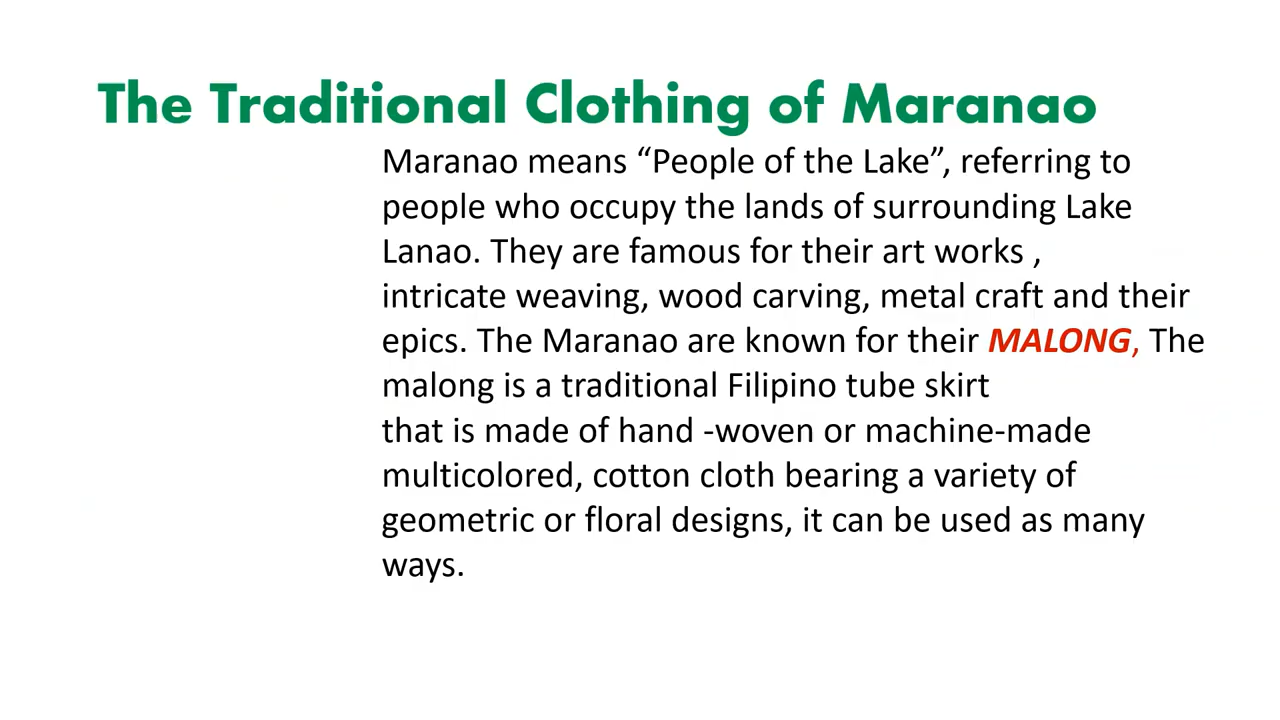 The Traditional Clothing of Maranao
Maranao means “People of the Lake”, referring to
people who occupy the lands of surrounding Lake
Lanao. They are famous for their art works ,
intricate weaving, wood carving, metal craft and their
epics. The Maranao are known for their MALONG, The
malong is a traditional Filipino tube skirt
that is made of hand -woven or machine-made
multicolored, cotton cloth bearing a variety of
geometric or floral designs, it can be used as many
ways.